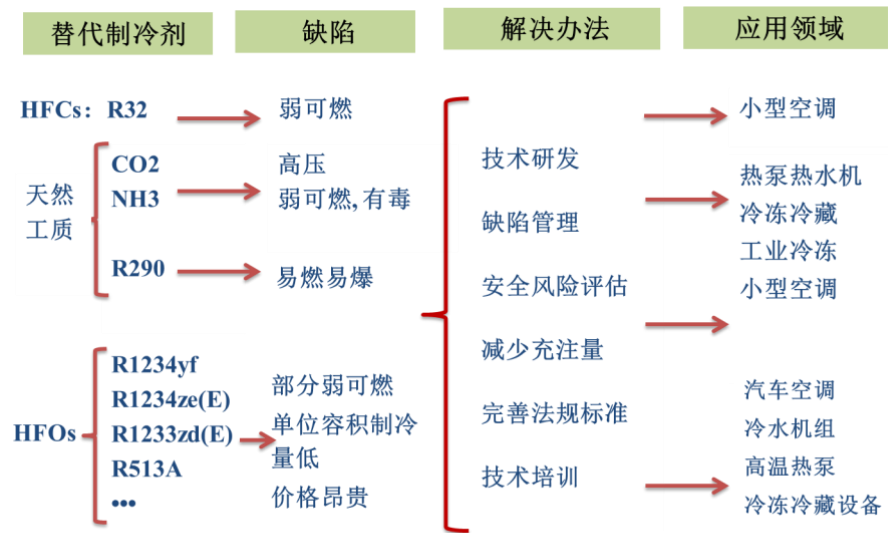 替代制冷剂
缺陷
解决办法
应用领域
HFCs：R32
弱可燃
小型空调
天然
工质
CO2
NH3
R290
高压
弱可燃,有毒
易燃易爆
HFOs
R1234yf
R1234ze(E)
R1233zd(E)
R513A
•••
部分弱可燃
单位容积制冷
量低
价格昂贵
技术研发
缺陷管理
安全风险评估
减少充注量
完善法规标准
技术培训
热泵热水机
冷冻冷藏
工业冷冻
小型空调
汽车空调
冷水机组
高温热泵
冷冻冷藏设备